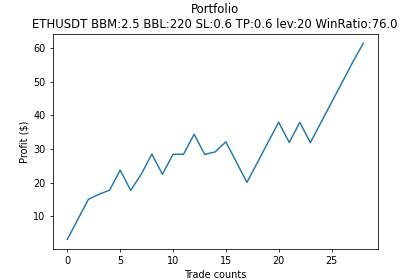 Portfolio
ETHUSDT BBM:2.5 BBL:220 SL:0.6 TP:0.6 lev:20 WinRatio:76.0
60
50
40
30
20
10
Profit ($)
0 5 10 15 20 25
Trade counts